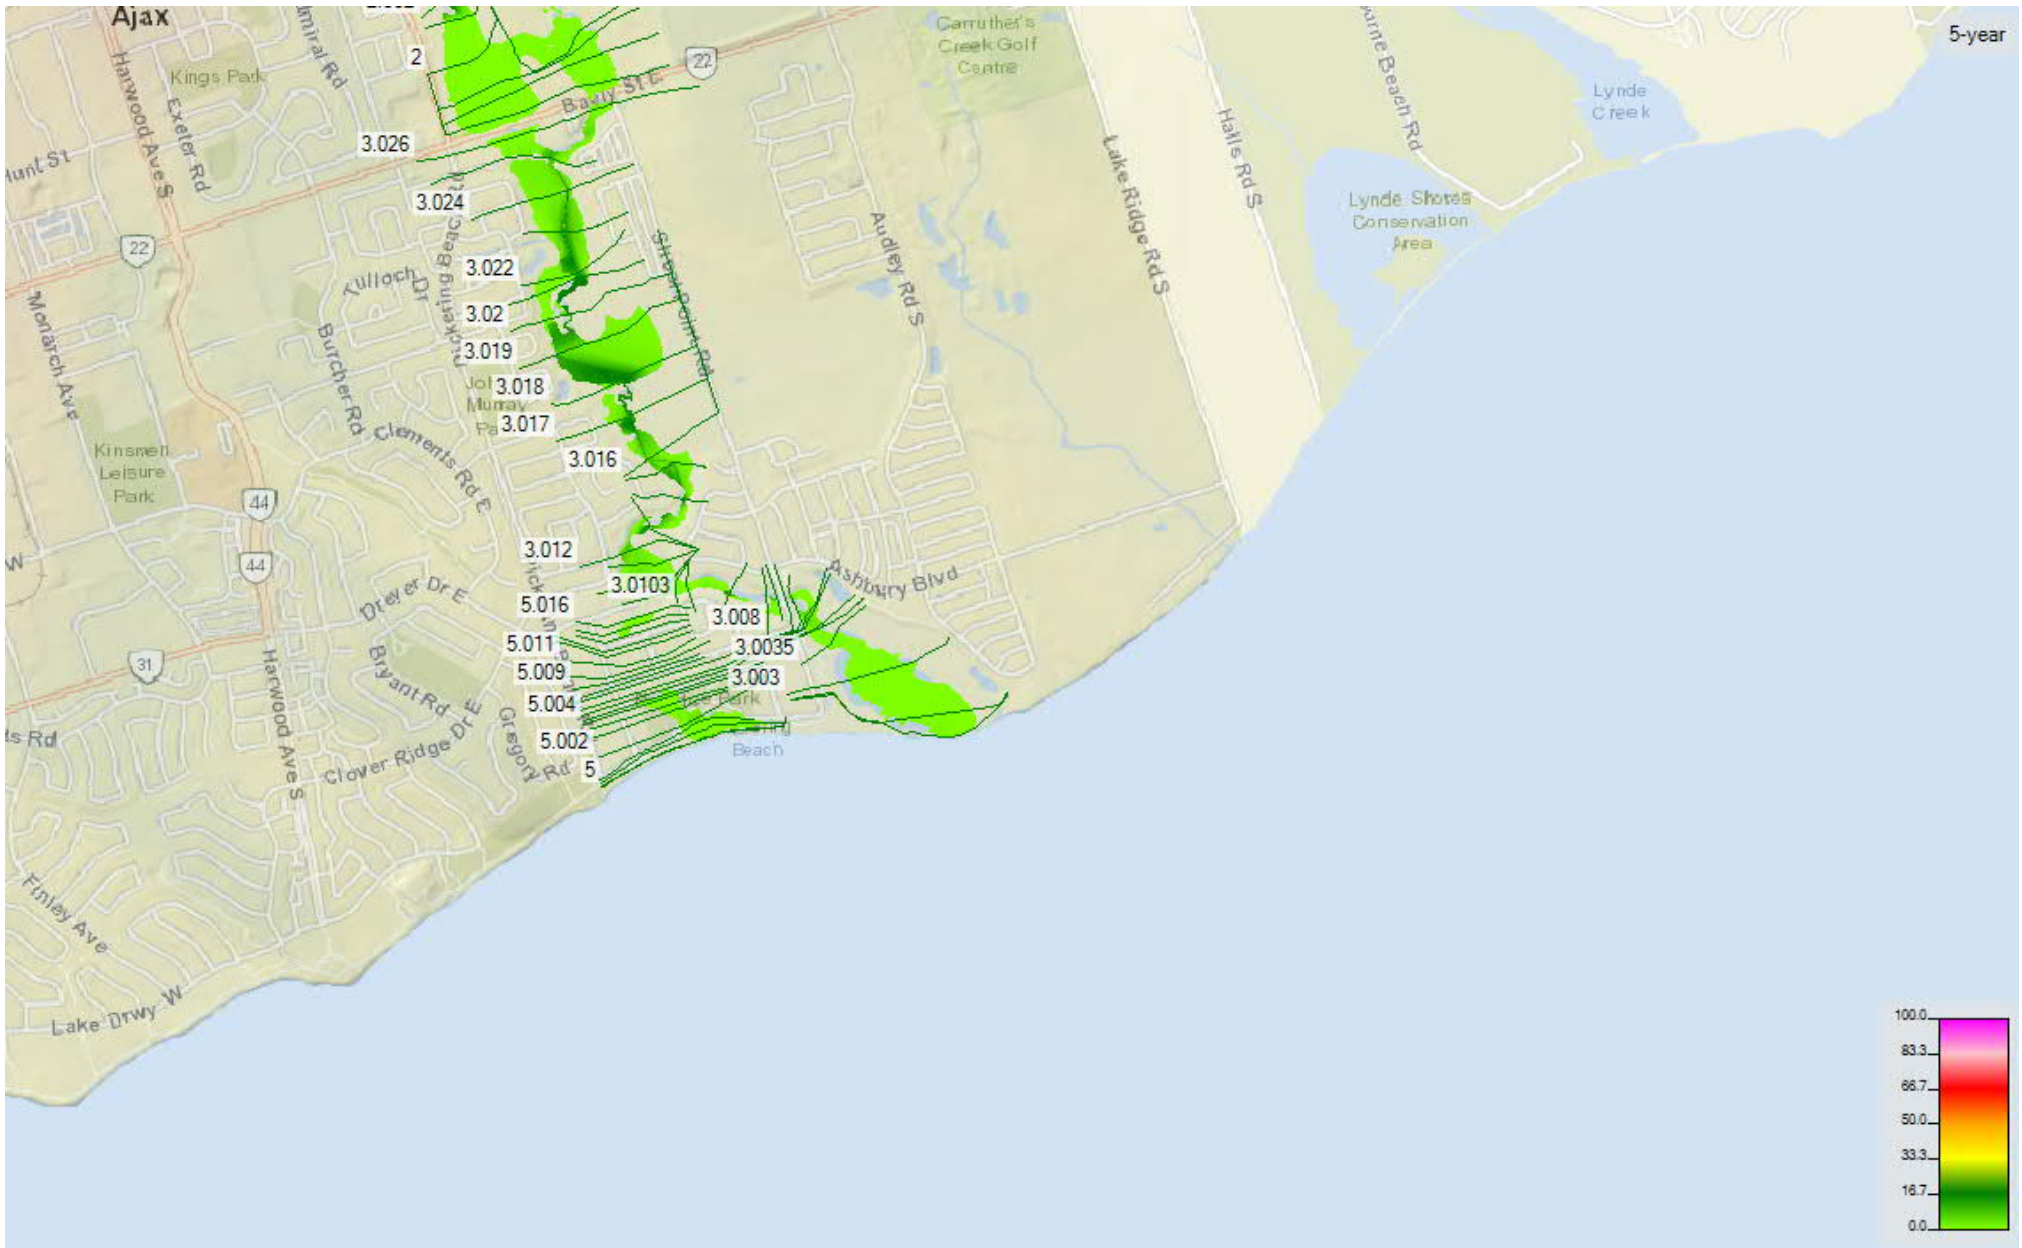 Ajax
Kings Park
Harwood Ave S
Exeter Rd
2
Bayly St E
22
Carruther's
Creek Golf
Centre
5-year
Lynde
Creek
Halls Rd S
Lake Ridge Rd S
Lynde Shores
Conservation
Area
3.026
3.024
Hunt St
22
Audley Rd S
3.022
Tulloch
Dr
3.02
3.019
3.018
3.017
3.016
Monarch Ave
Burcher Rd
Clements Rd E
Kinsmen
Leisure
Park
44
44
3.012
3.0103
Ashbury Blvd
W
Dreyer Dr E
5.016
3.008
5.011
3.0035
31
5.009
3.003
Bryant Rd
5.004
Park
Harwood Ave S
5.002
Beach
5
Clover Ridge Dr E
Gregory Rd
Finley Ave
Lake Drwy W
100.0
83.3
66.7
50.0
33.3
16.7
0.0